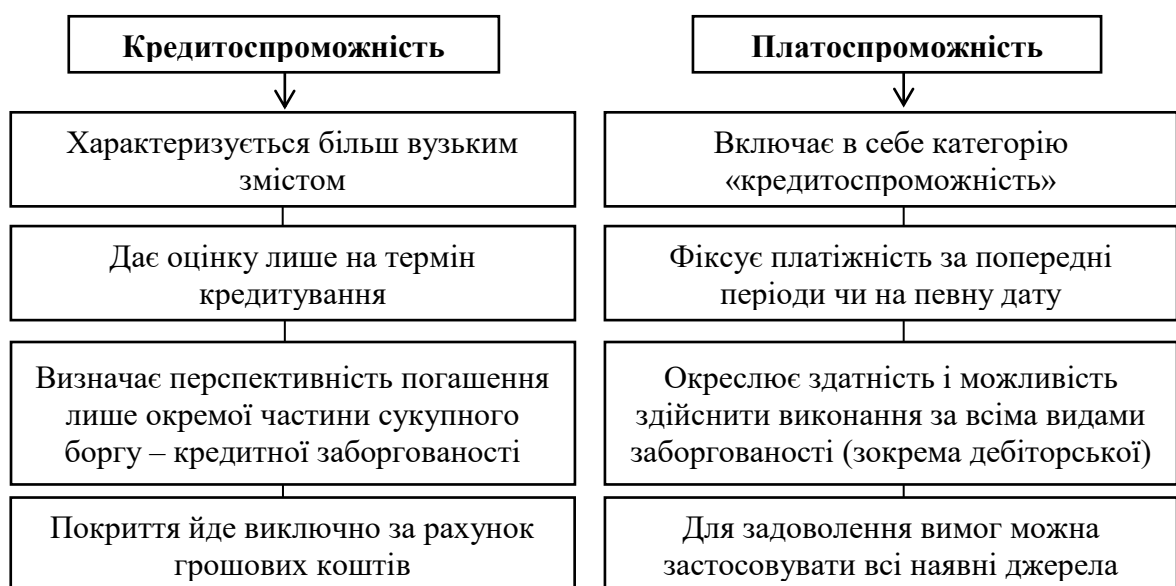 Кредитоспроможність
Характеризується більш вузьким
змістом
Дає оцінку лише на термін
кредитування
Визначає перспективність погашення
лише окремої частини сукупного
боргу – кредитної заборгованості
Покриття йде виключно за рахунок
грошових коштів
Платоспроможність
Включає в себе категорію
«кредитоспроможність»
Фіксує платіжність за попередні
періоди чи на певну дату
Окреслює здатність і можливість
здійснити виконання за всіма видами
заборгованості (зокрема дебіторської)
Для задоволення вимог можна
застосовувати всі наявні джерела